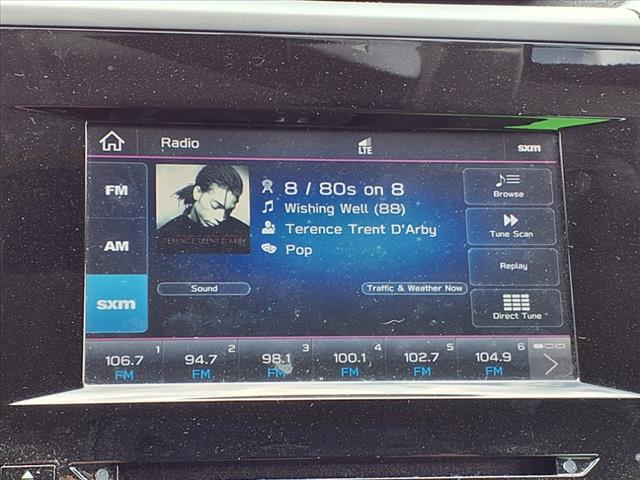 Radio
LTE
sxm
FM
AM
sxm
TERENCE TRENT D'ARBY
8 / 80s on 8
Wishing Well (88)
Terence Trent D'Arby
Pop
Browse
Tune Scan
Replay
Direct Tune
Sound
Traffic & Weather Now
1
106.7
FM
2
94.7
FM
3
98.1
FM
4
100.1
FM
5
102.7
FM
6
104.9
FM